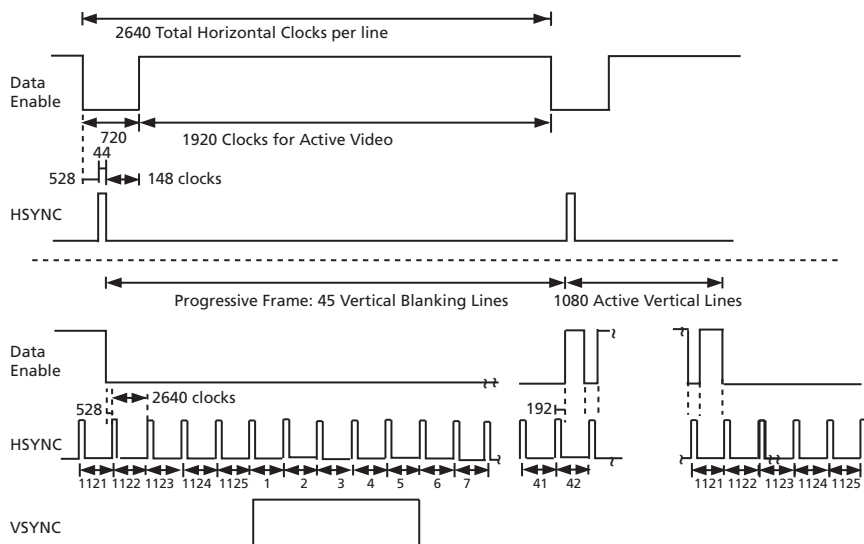 2640 Total Horizontal Clocks per line
Data
Enable
720
1920 Clocks for Active Video
44
528
148 clocks
HSYNC
Progressive Frame: 45 Vertical Blanking Lines
1080 Active Vertical Lines
Data
Enable
2640 clocks
528
192
HSYNC
1121 1122 1123 1124 1125 1 2 3 4 5 6 7 41 42 1121 1122 1123 1124 1125
VSYNC